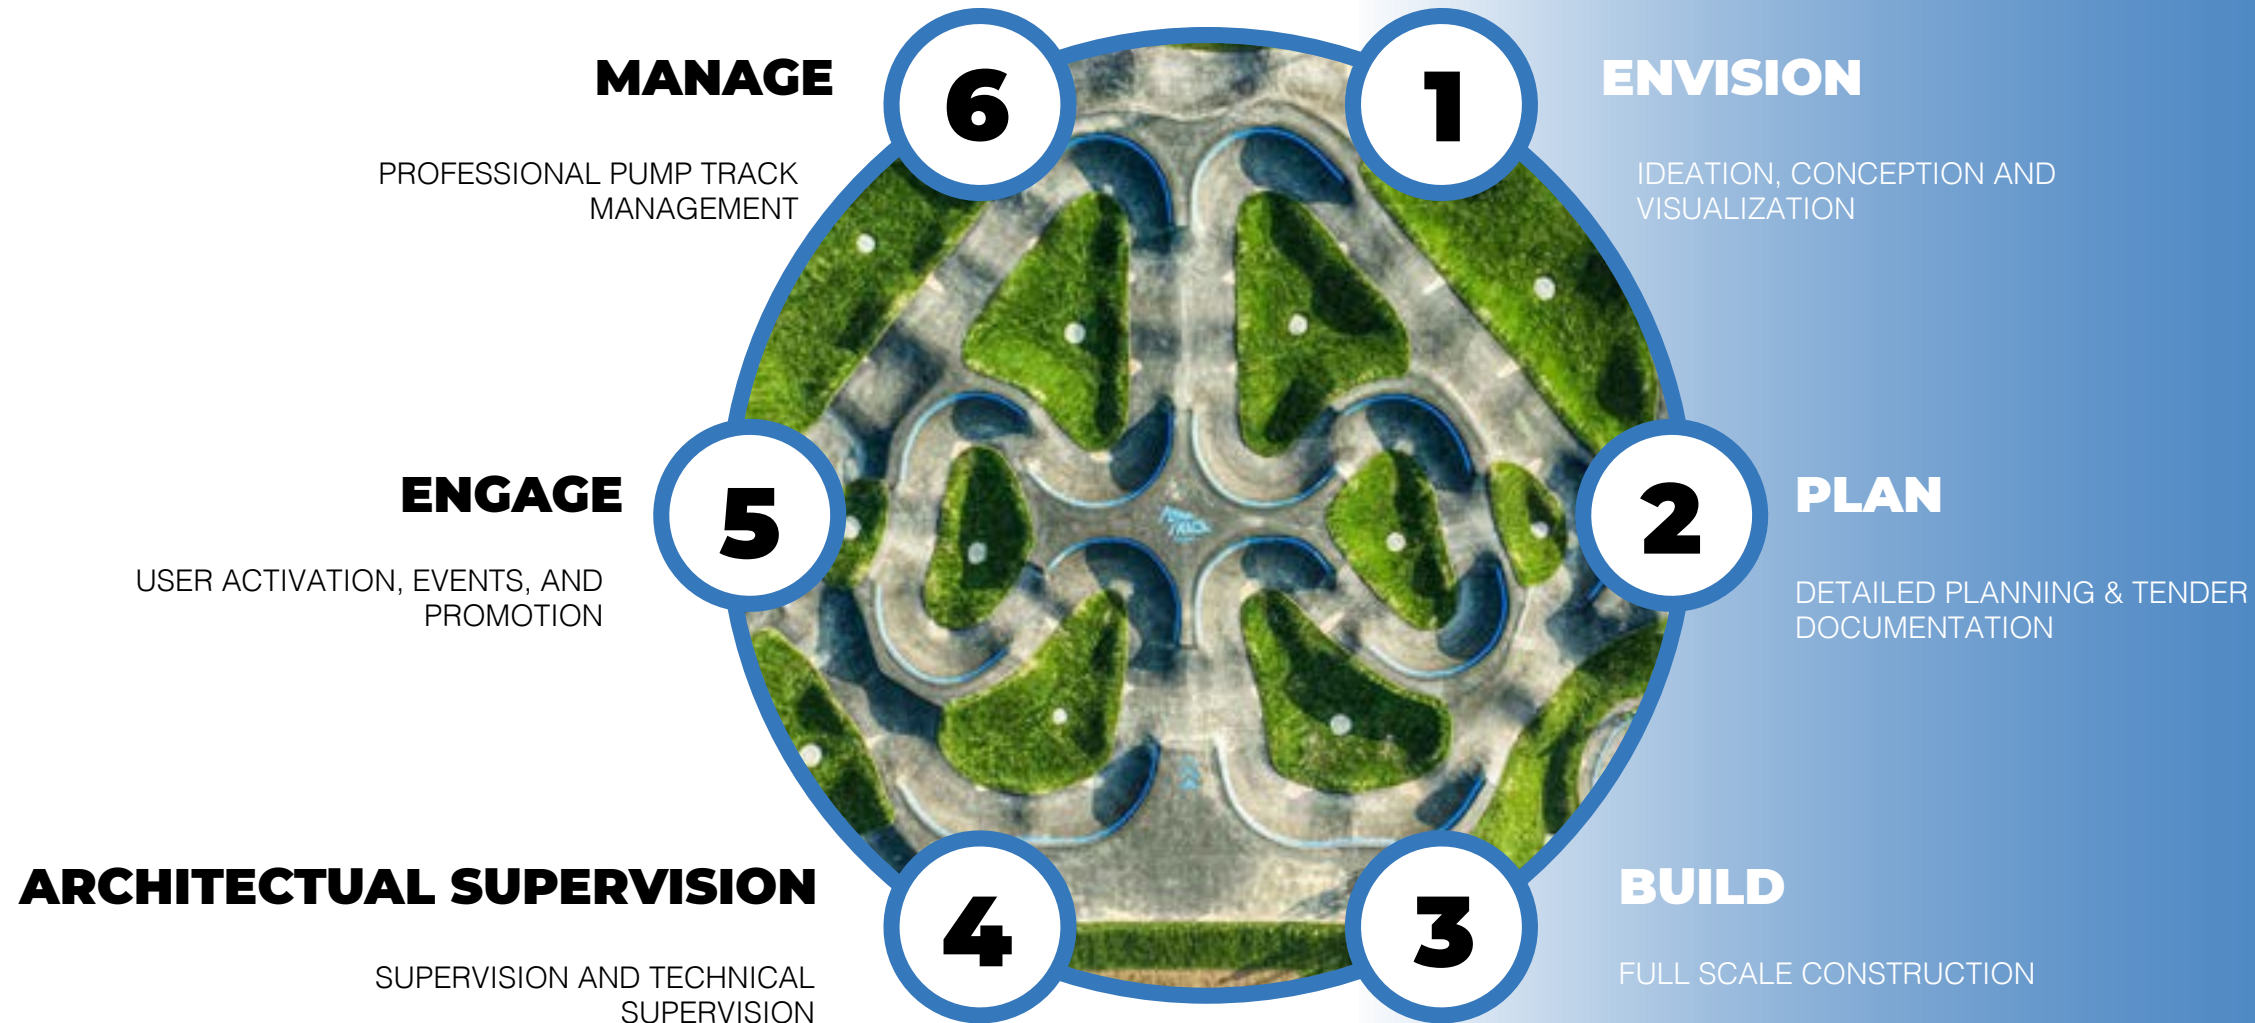 1
ENVISION
IDEATION, CONCEPTION AND
VISUALIZATION
2
PLAN
DETAILED PLANNING & TENDER
DOCUMENTATION
3
BUILD
FULL SCALE CONSTRUCTION
4
ARCHITECTUAL SUPERVISION
SUPERVISION AND TECHNICAL
SUPERVISION
5
ENGAGE
USER ACTIVATION, EVENTS, AND
PROMOTION
6
MANAGE
PROFESSIONAL PUMP TRACK
MANAGEMENT